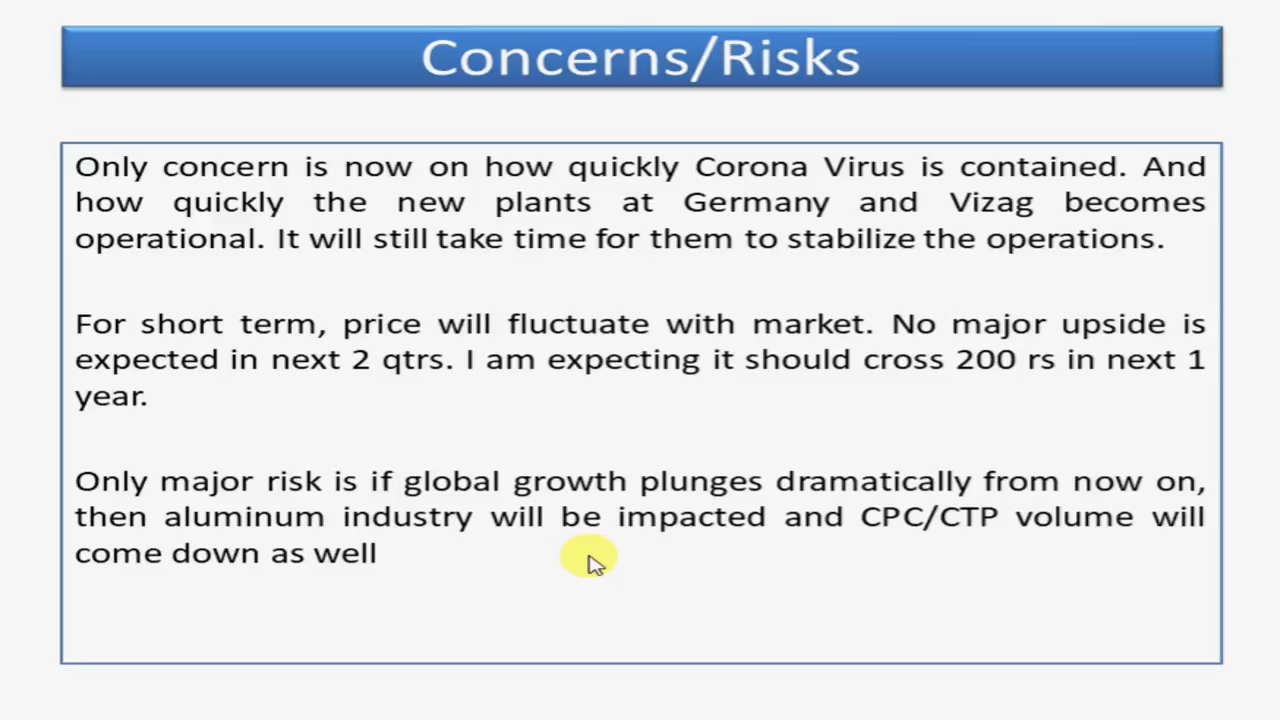 Concerns/Risks
Only concern is now on how quickly Corona Virus is contained. And
how quickly the new plants at Germany and Vizag becomes
operational. It will still take time for them to stabilize the operations.
For short term, price will fluctuate with market. No major upside is
expected in next 2 qtrs. I am expecting it should cross 200 rs in next 1
year.
Only major risk is if global growth plunges dramatically from now on,
then aluminum industry will be impacted and CPC/CTP volume will
come down as well